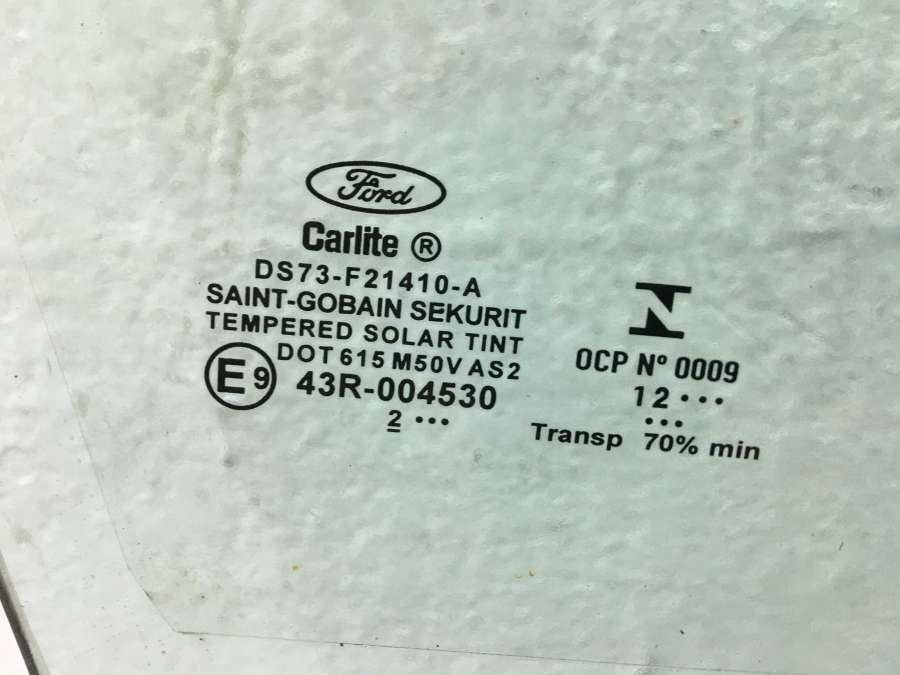 Ford
Carlite ®
DS73-F21410-A
SAINT-GOBAIN SEKURIT
TEMPERED SOLAR TINT
DOT 615 M50V AS2
E9 43R-004530
2 •••
OCP Nº 0009
12 •••
•••
Transp 70% min